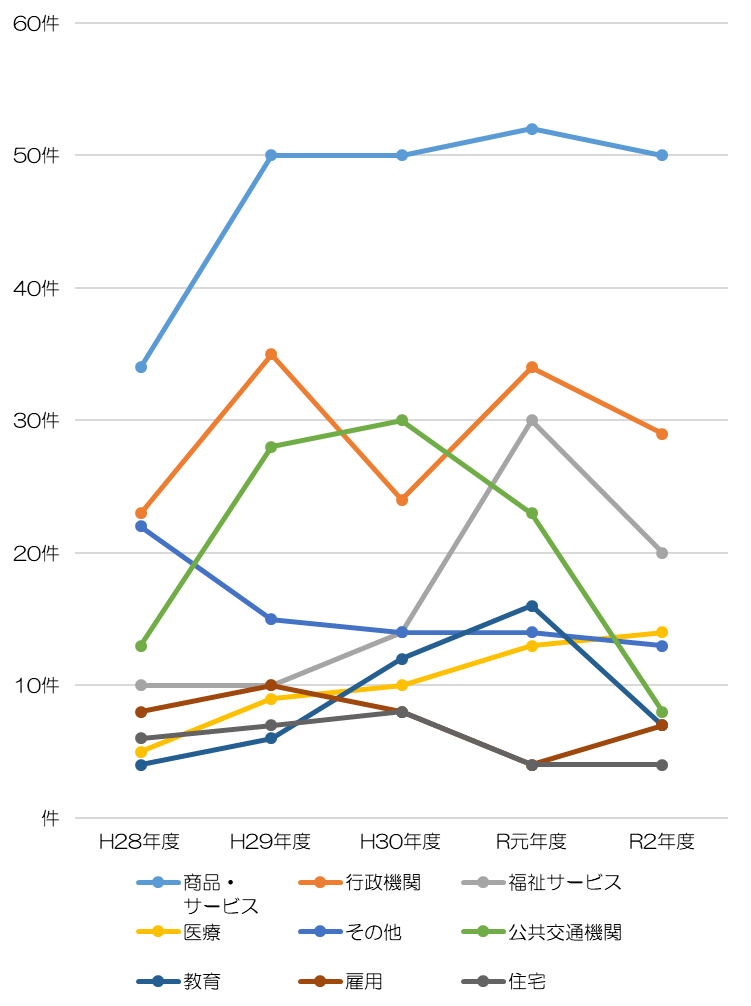 60件
50件
40件
30件
20件
10件
件
H28年度 H29年度 H30年度 R元年度 R2年度
商品・ 行政機関 福祉サービス
サービス
医療 その他 公共交通機関
教育 雇用 住宅